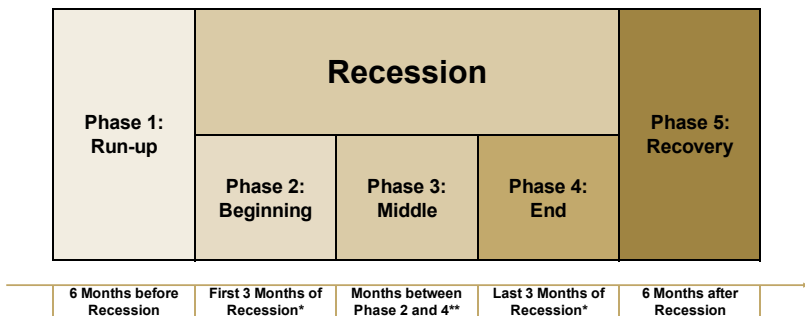 Recession
Phase 1:
Run-up
Phase 2:
Beginning
Phase 3:
Middle
Phase 4:
End
Phase 5:
Recovery
6 Months before
Recession
First 3 Months of
Recession*
Months between
Phase 2 and 4**
Last 3 Months of
Recession*
6 Months after
Recession